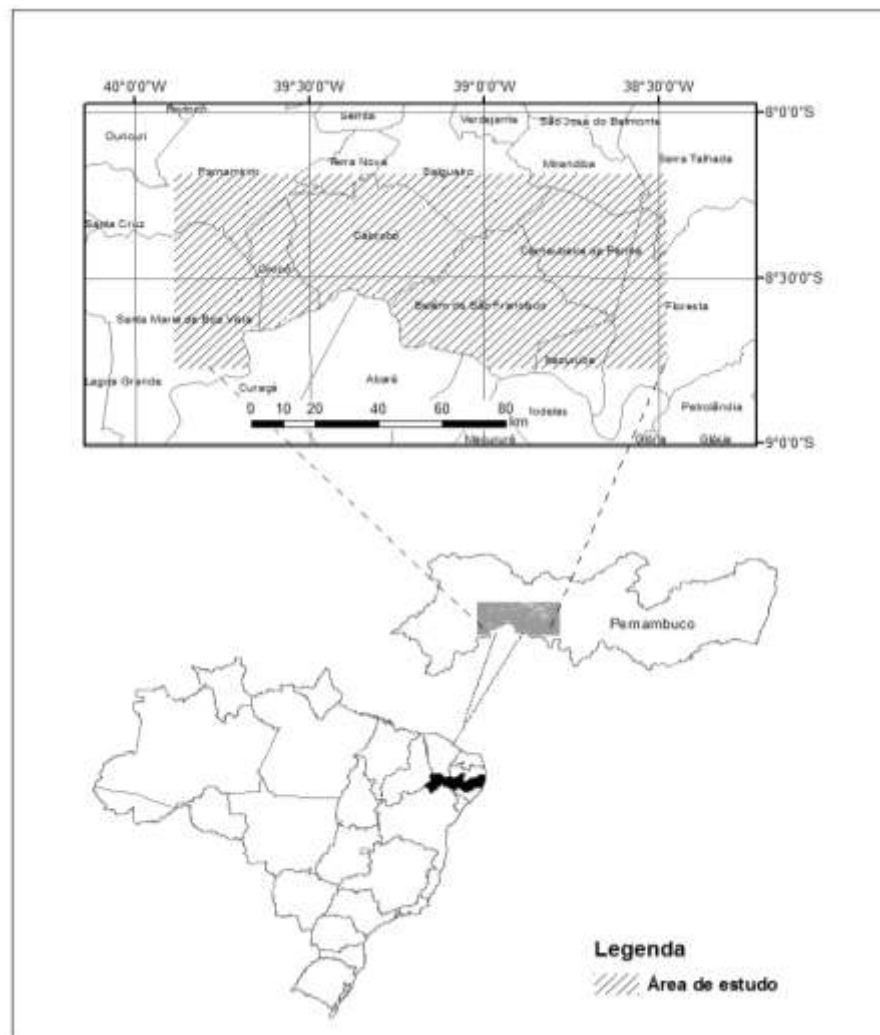 40°0'0"W 39°30'0"W 39°0'0"W 38°30'0"W
8°0'0"S
Serrita
Verdejante
São José do Belmonte
Ouricuri
Terra Nova
Mirandiba
Serra Talhada
Parnamirim
Salgueiro
Santa Cruz
Cabrobó
Carnaubeira da Penha
Orocó
8°30'0"S
Belém de São Francisco
Floresta
Santa Maria da Boa Vista
Itacuruba
Lagoa Grande
Curaçá
Abaré
Petrolândia
0 10 20 40 60 80
km
Rodelas
Glória
9°0'0"S
Pernambuco
Legenda
Área de estudo